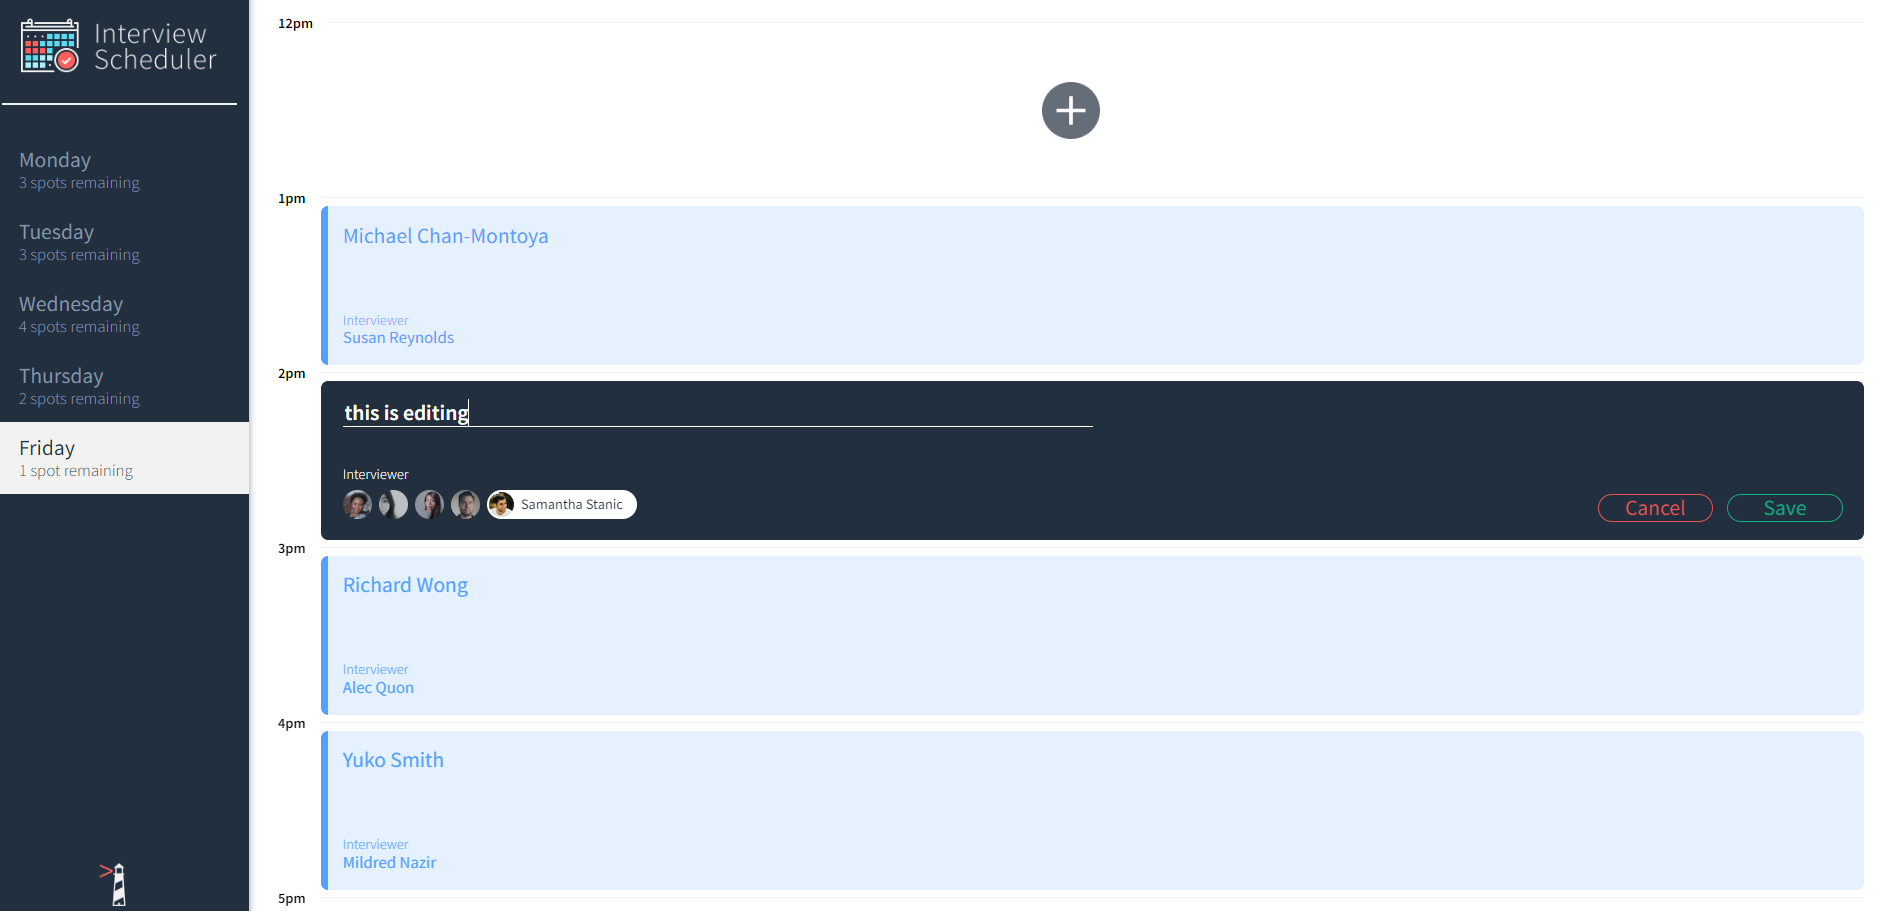 Interview
Scheduler
Monday
3 spots remaining
Tuesday
3 spots remaining
Wednesday
4 spots remaining
Thursday
2 spots remaining
Friday
1 spot remaining
12pm
1pm
Michael Chan-Montoya
Interviewer
Susan Reynolds
2pm
this is editing
Interviewer
Samantha Stanic
Cancel
Save
3pm
Richard Wong
Interviewer
Alec Quon
4pm
Yuko Smith
Interviewer
Mildred Nazir
5pm